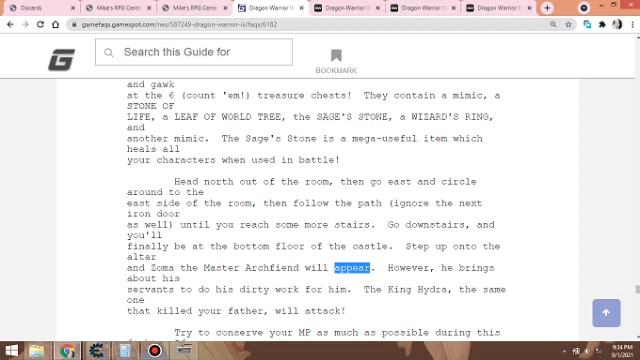 Discards
Mike's RPG Cente
Mike's RPG Cente
Dragon Warrior II
Dragon Warrior I
Dragon Warrior II
Dragon Warrior I
gamefaqs.gamespot.com/nes/587249-dragon-warrior-iii/faqs/6182
Search this Guide for
BOOKMARK
and gawk
at the 6 (count 'em!) treasure chests!  They contain a mimic, a
STONE OF
LIFE, a LEAF OF WORLD TREE, the SAGE'S STONE, a WIZARD'S RING,
and
another mimic.  The Sage's Stone is a mega-useful item which
heals all
your characters when used in battle!
Head north out of the room, then go east and circle
around to the
east side of the room, then follow the path (ignore the next
iron door
as well) until you reach some more stairs.  Go downstairs, and
you'll
finally be at the bottom floor of the castle.  Step up onto the
altar
and Zoma the Master Archfiend will appear.  However, he brings
about his
servants to do his dirty work for him.  The King Hydra, the same
one
that killed your father, will attack!
Try to conserve your MP as much as possible during this
9:34 PM
9/1/2021